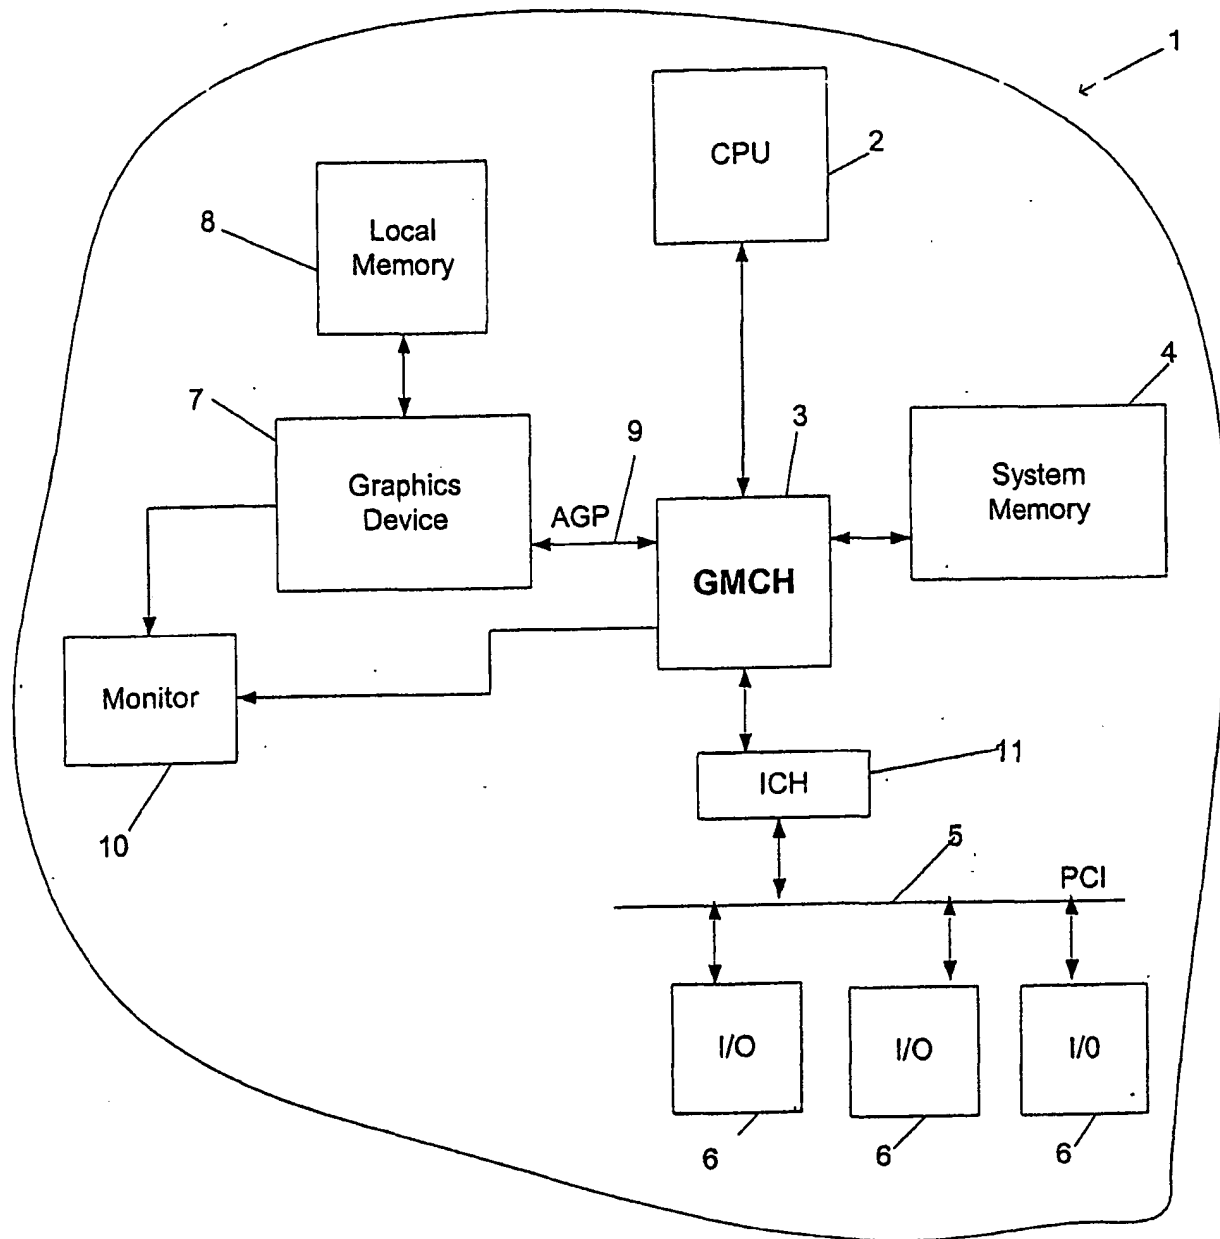 1
CPU
2
8
Local
Memory
4
7
9
3
Graphics
Device
AGP
System
Memory
GMCH
Monitor
11
ICH
10
5
PCI
I/O
I/O
I/0
6
6
6